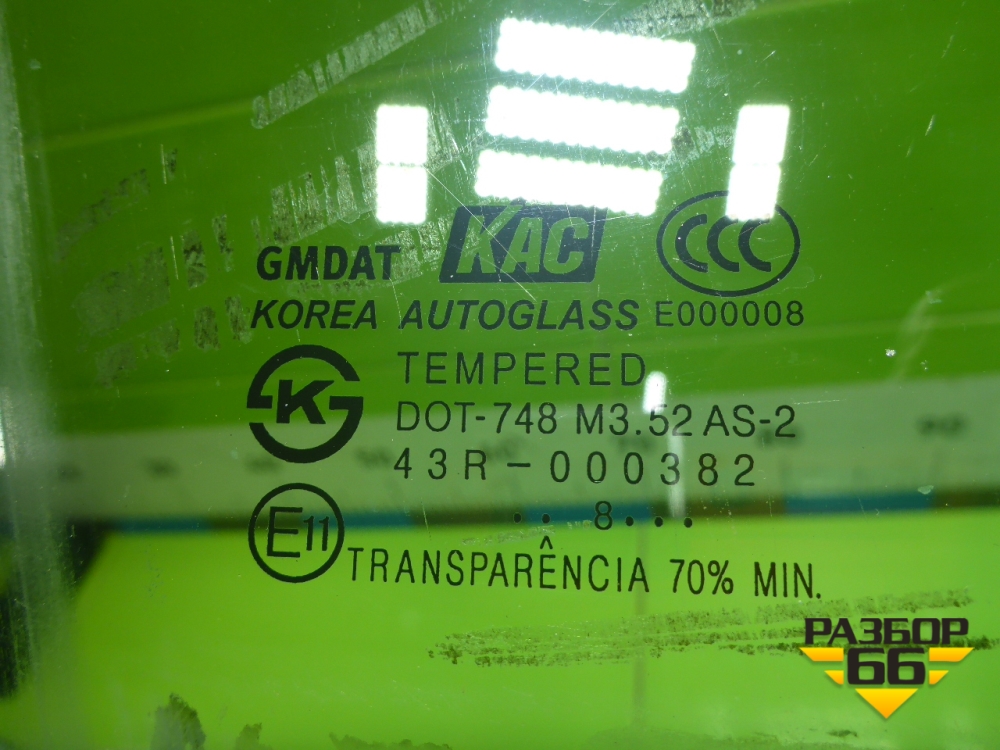 GMDAT KAC CCC
KOREA AUTOGLASS E000008
K TEMPERED
DOT-748 M3.52 AS-2
43R-000382
.. 8...
E11 TRANSPARÊNCIA 70% MIN.
РАЗБОР
66